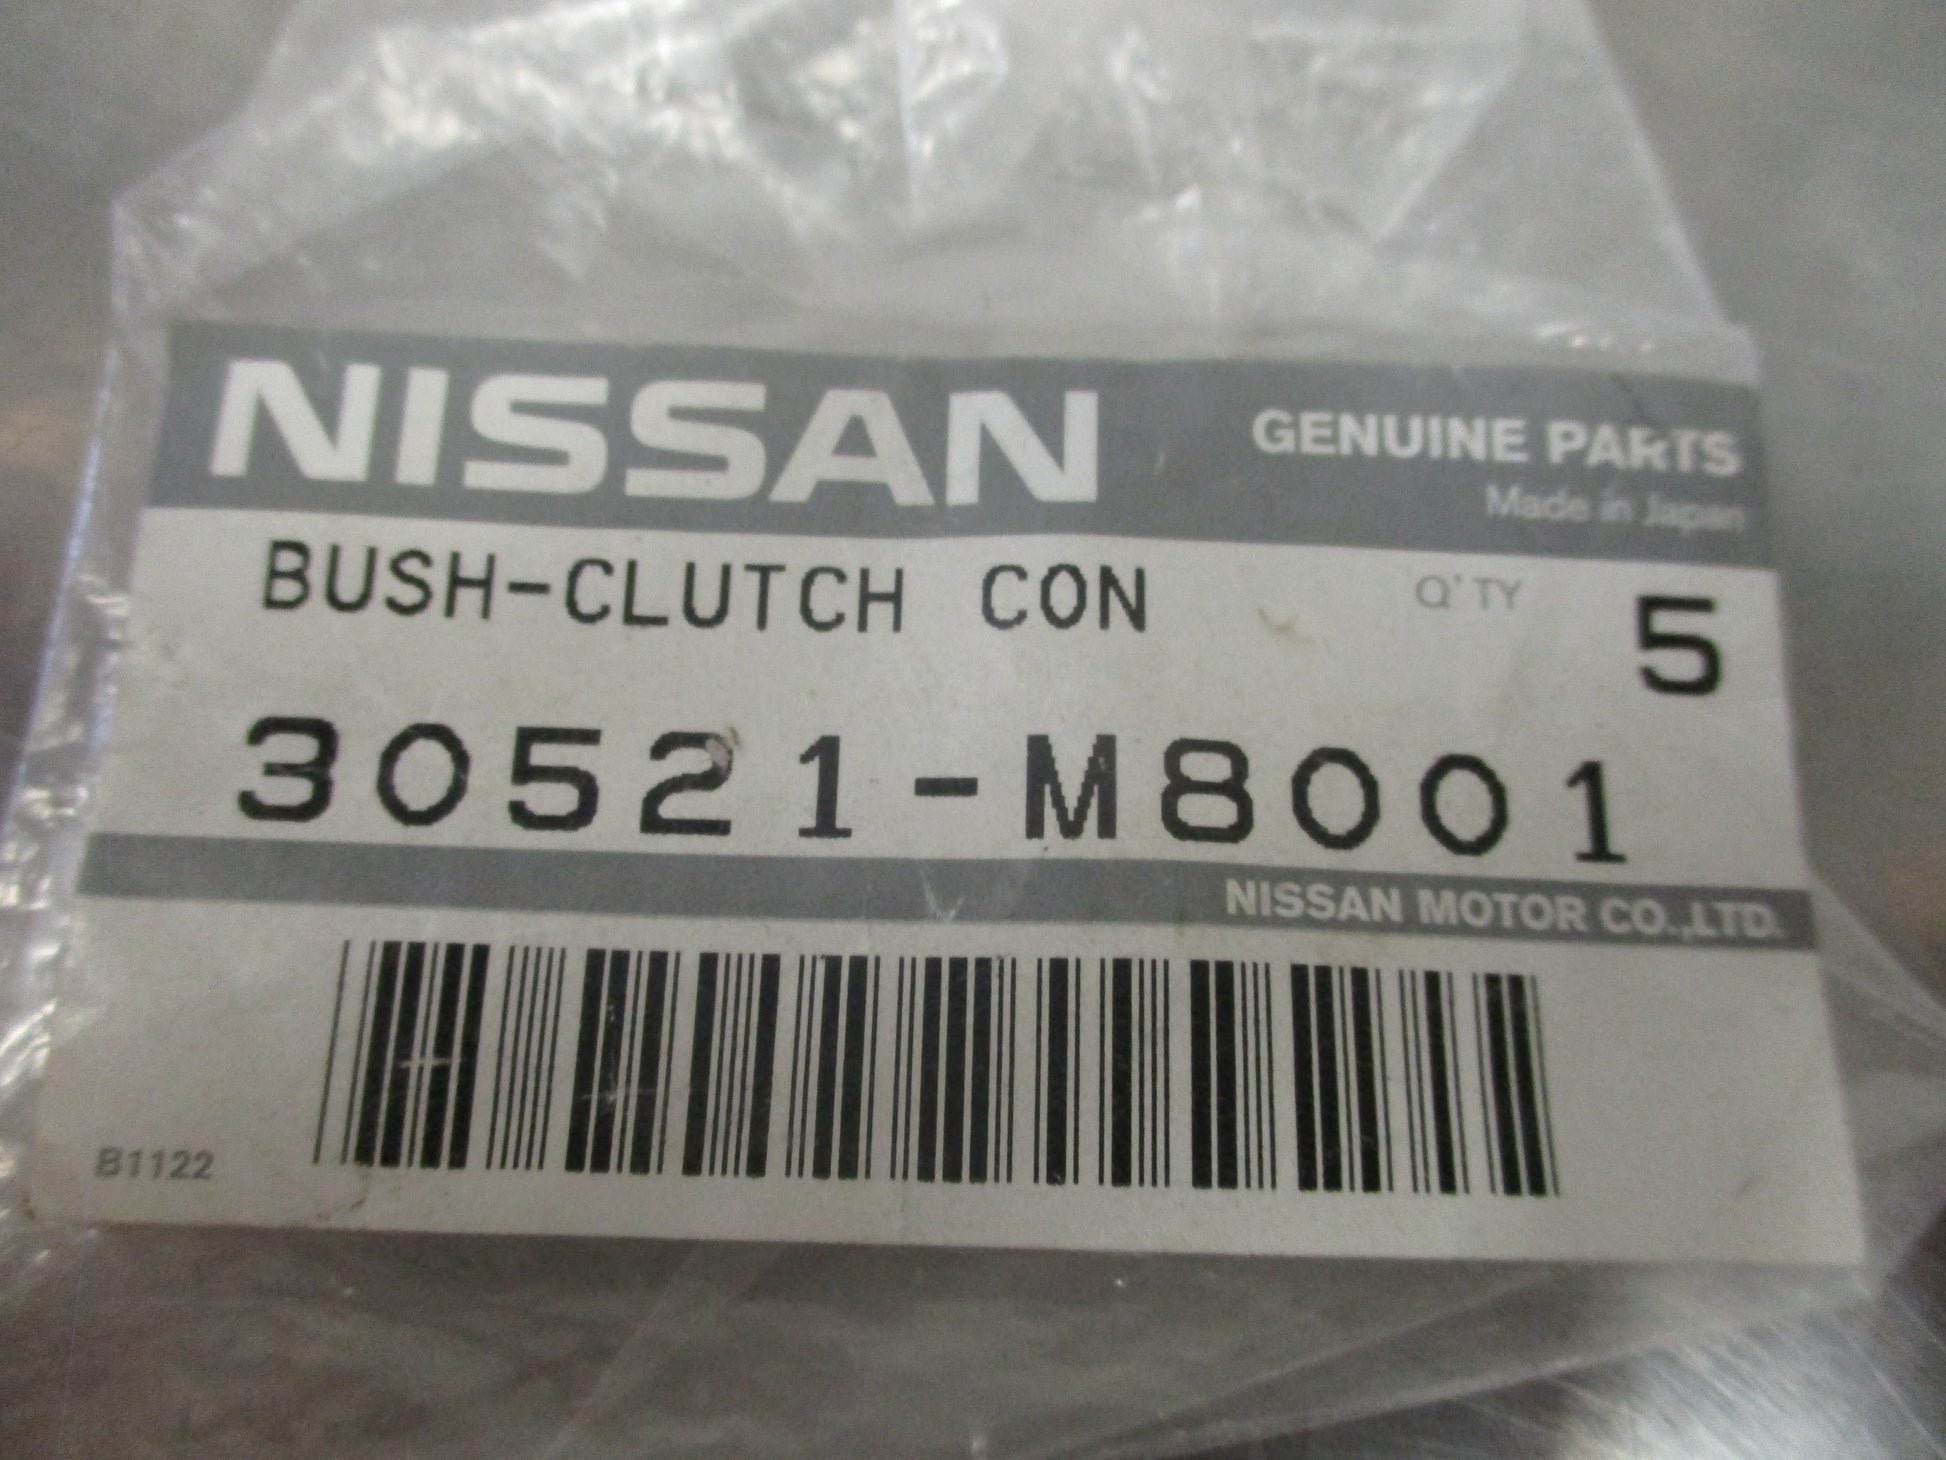 NISSAN
GENUINE PARTS
Made in Japan
BUSH-CLUTCH CON
Q'TY 5
30521-M8001
NISSAN MOTOR CO.,LTD.
B1122